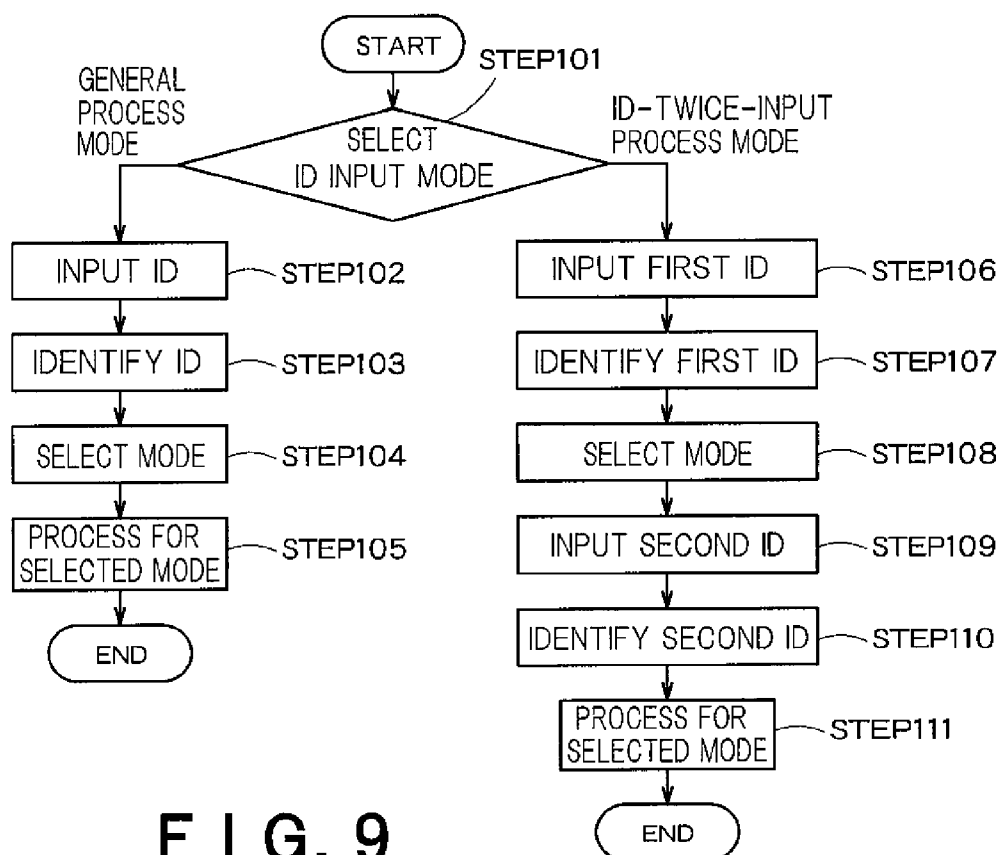 START
STEP101
GENERAL
PROCESS
MODE
SELECT
ID INPUT MODE
ID-TWICE-INPUT
PROCESS MODE
INPUT ID
STEP102
IDENTIFY ID
STEP103
SELECT MODE
STEP104
PROCESS FOR
SELECTED MODE
STEP105
END
INPUT FIRST ID
STEP106
IDENTIFY FIRST ID
STEP107
SELECT MODE
STEP108
INPUT SECOND ID
STEP109
IDENTIFY SECOND ID
STEP110
PROCESS FOR
SELECTED MODE
STEP111
END
FIG. 9